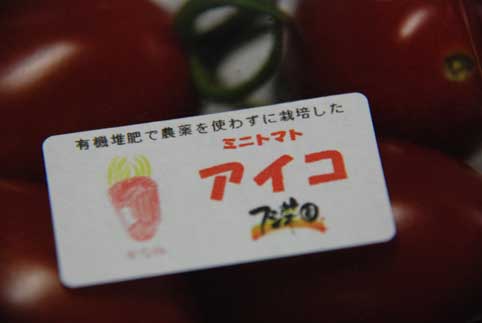 有機堆肥で農薬を使わずに栽培した
ミニトマト
アイコ